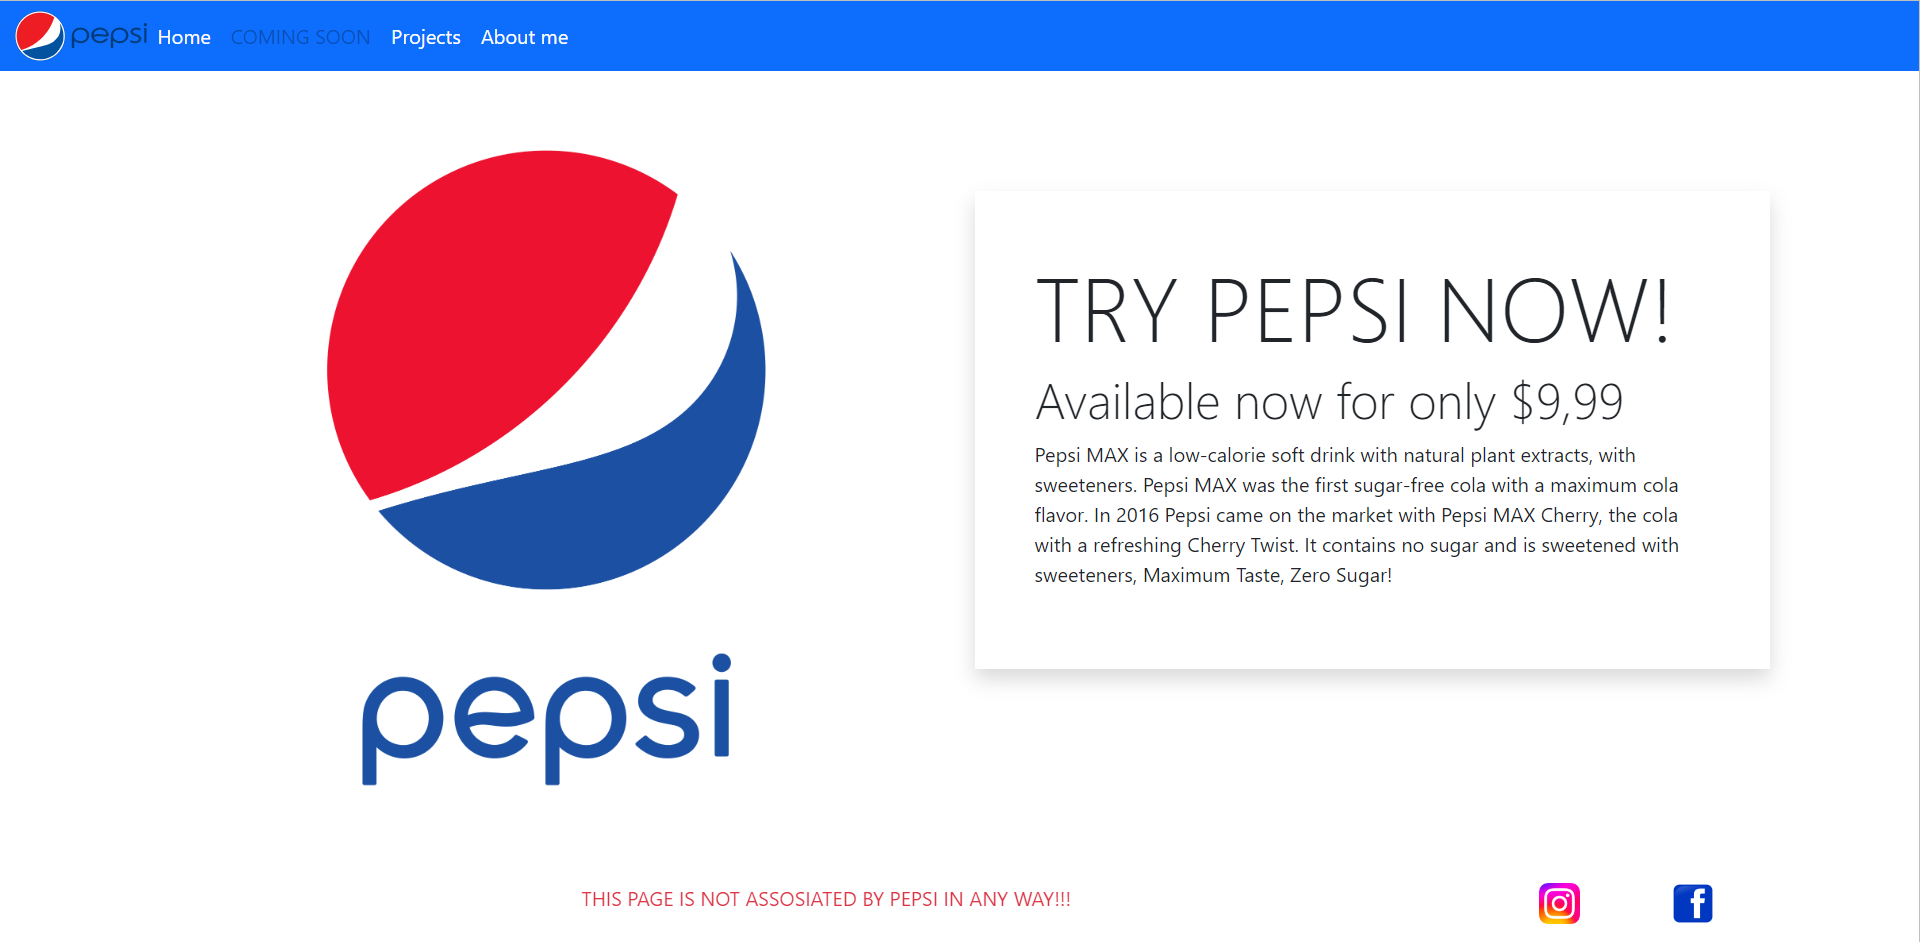 pepsi Home COMING SOON Projects About me
TRY PEPSI NOW!
Available now for only $9,99
Pepsi MAX is a low-calorie soft drink with natural plant extracts, with
sweeteners. Pepsi MAX was the first sugar-free cola with a maximum cola
flavor. In 2016 Pepsi came on the market with Pepsi MAX Cherry, the cola
with a refreshing Cherry Twist. It contains no sugar and is sweetened with
sweeteners, Maximum Taste, Zero Sugar!
pepsi
THIS PAGE IS NOT ASSOSIATED BY PEPSI IN ANY WAY!!!